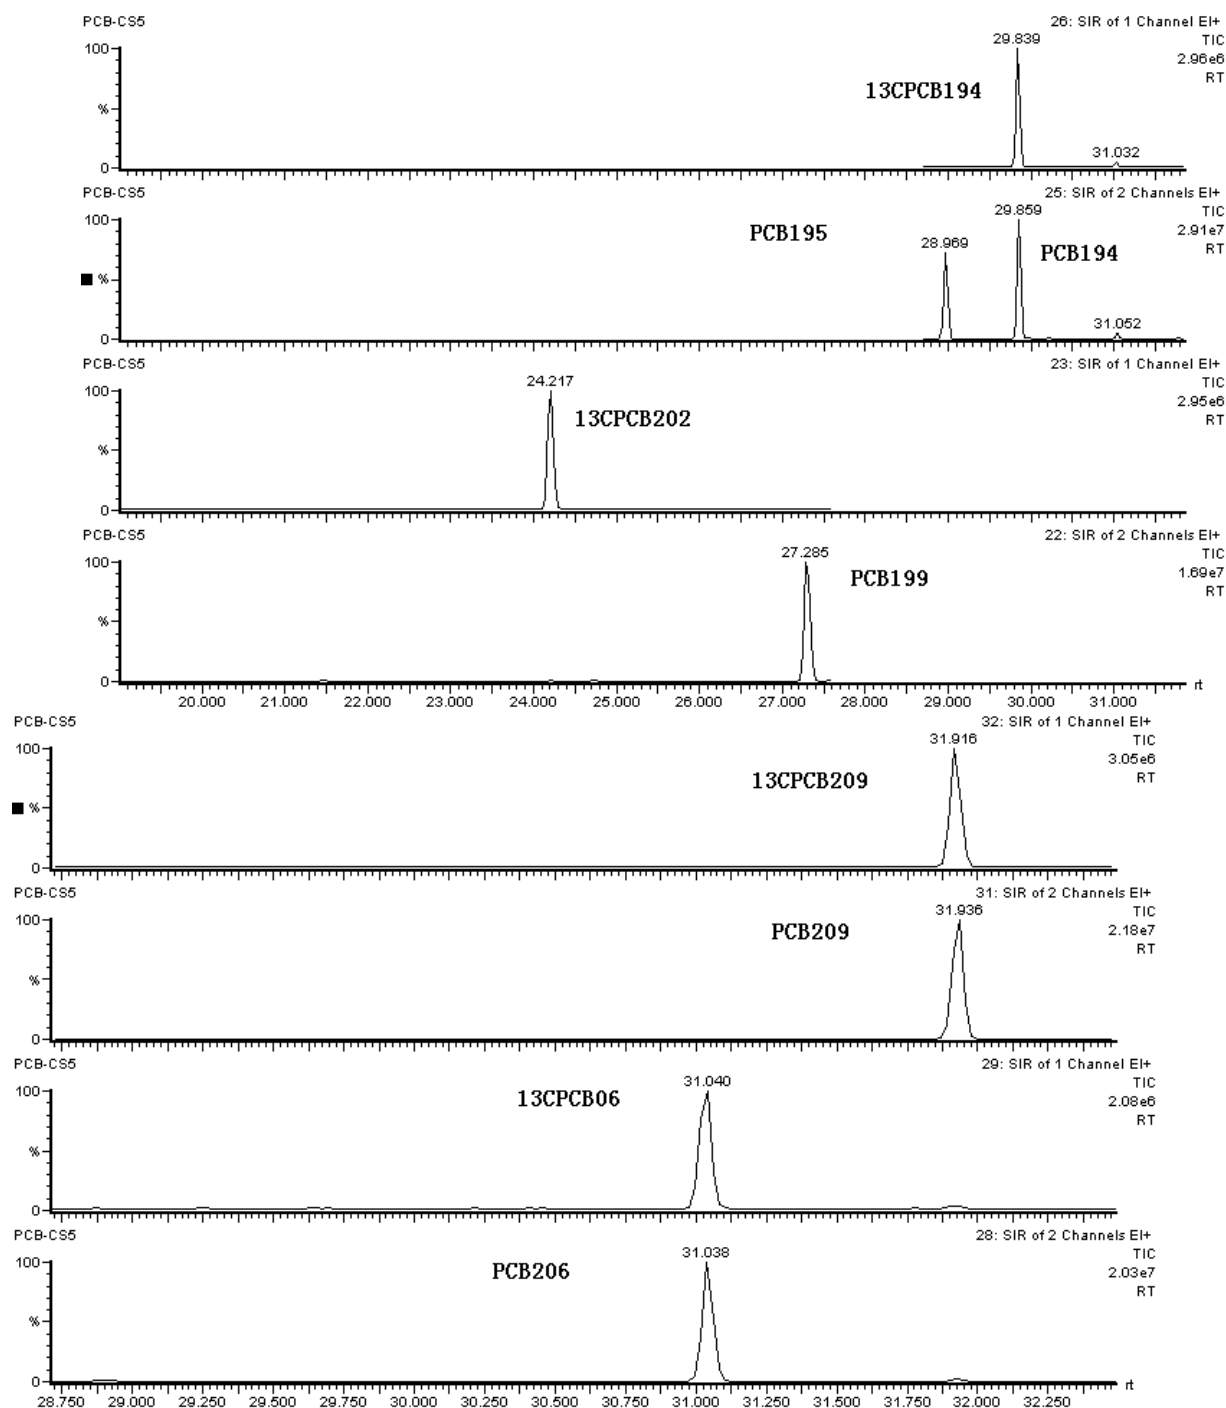 PCB-CS5
26: SIR of 1 Channel EI+
TIC
2.96e6
RT
100
%
0
29.839
13CPCB194
31.032
PCB-CS5
25: SIR of 2 Channels EI+
TIC
2.91e7
RT
100
%
0
PCB195
28.969
29.859
PCB194
31.052
PCB-CS5
23: SIR of 1 Channel EI+
TIC
2.95e6
RT
100
%
0
24.217
13CPCB202
PCB-CS5
22: SIR of 2 Channels EI+
TIC
1.69e7
RT
100
%
0
27.285
PCB199
20.000 21.000 22.000 23.000 24.000 25.000 26.000 27.000 28.000 29.000 30.000 31.000 rt
PCB-CS5
32: SIR of 1 Channel EI+
TIC
3.05e6
RT
100
%
0
31.916
13CPCB209
PCB-CS5
31: SIR of 2 Channels EI+
TIC
2.18e7
RT
100
%
0
31.936
PCB209
PCB-CS5
29: SIR of 1 Channel EI+
TIC
2.08e6
RT
100
%
0
31.040
13CPCB06
PCB-CS5
28: SIR of 2 Channels EI+
TIC
2.03e7
RT
100
%
0
31.038
PCB206
28.750 29.000 29.250 29.500 29.750 30.000 30.250 30.500 30.750 31.000 31.250 31.500 31.750 32.000 32.250 rt